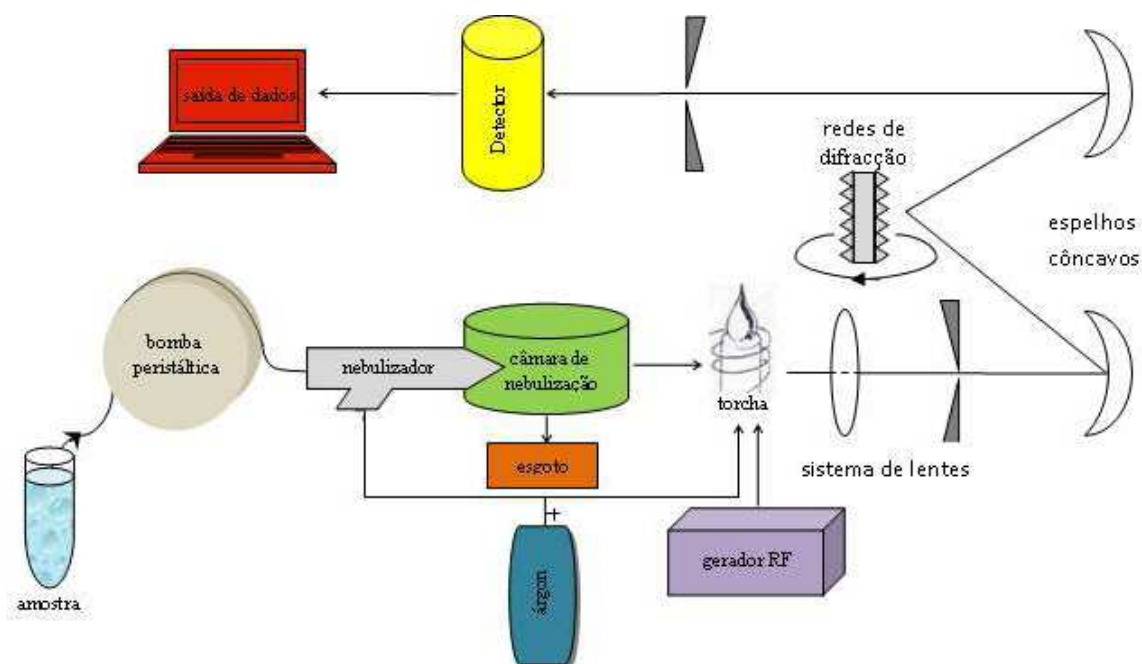 saída de dados
Detector
redes de
difracção
espelhos
côncavos
bomba
peristáltica
nebulizador
câmara de
nebulização
torcha
esgoto
sistema de lentes
gerador RF
árgon
amostra